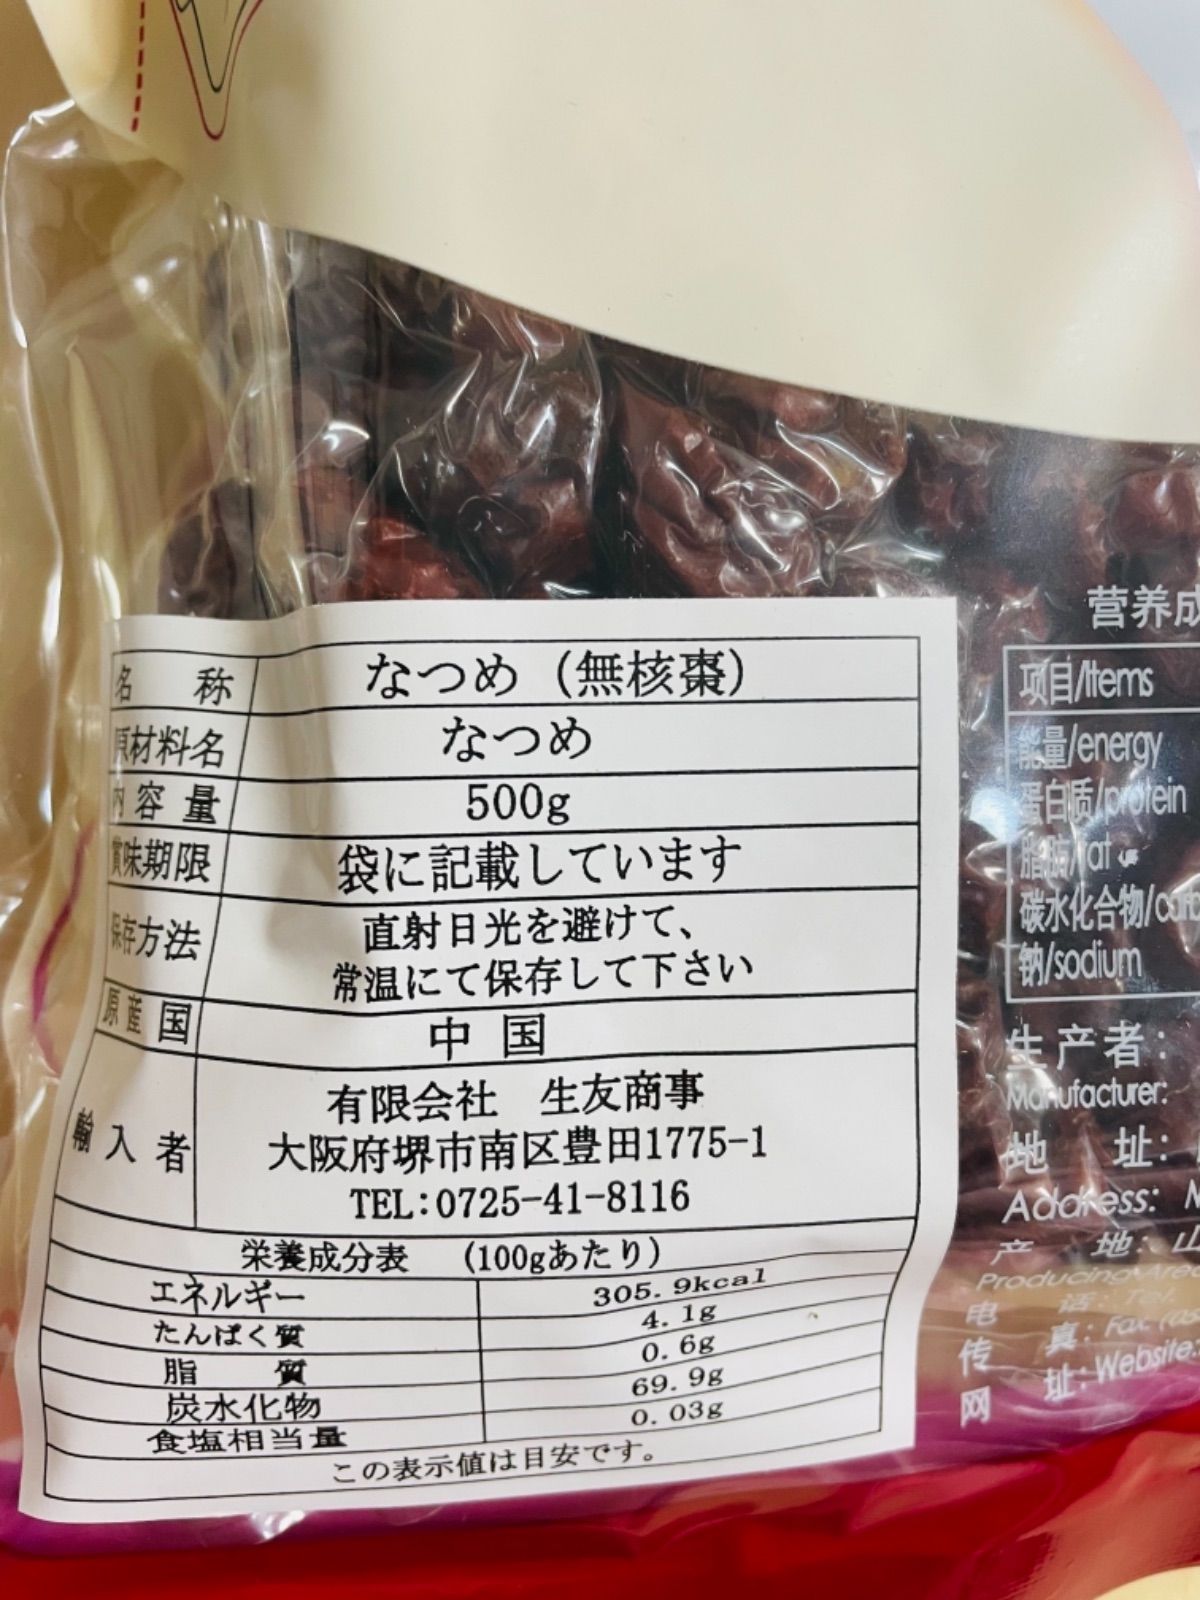 名 称 なつめ（無核棗）
原材料名 なつめ
内容量 500g
賞味期限 袋に記載しています
保存方法 直射日光を避けて、
常温にて保存して下さい
原産国 中国
輸入者 有限会社 生友商事
大阪府堺市南区豊田1775-1
TEL:0725-41-8116
栄養成分表 (100gあたり)
エネルギー 305.9kcal
たんぱく質 4.1g
脂 質 0.6g
炭水化物 69.9g
食塩相当量 0.03g
この表示値は目安です。
营养成
项目/Items
能量/energy
蛋白质/protein
脂肪/fat
碳水化合物/car
钠/sodium
生产者:
Manufacturer:
地 址:
Address:
产 地: 山
Producing Area
电 话: Tel:
传 真: Fax
网 址: Website: